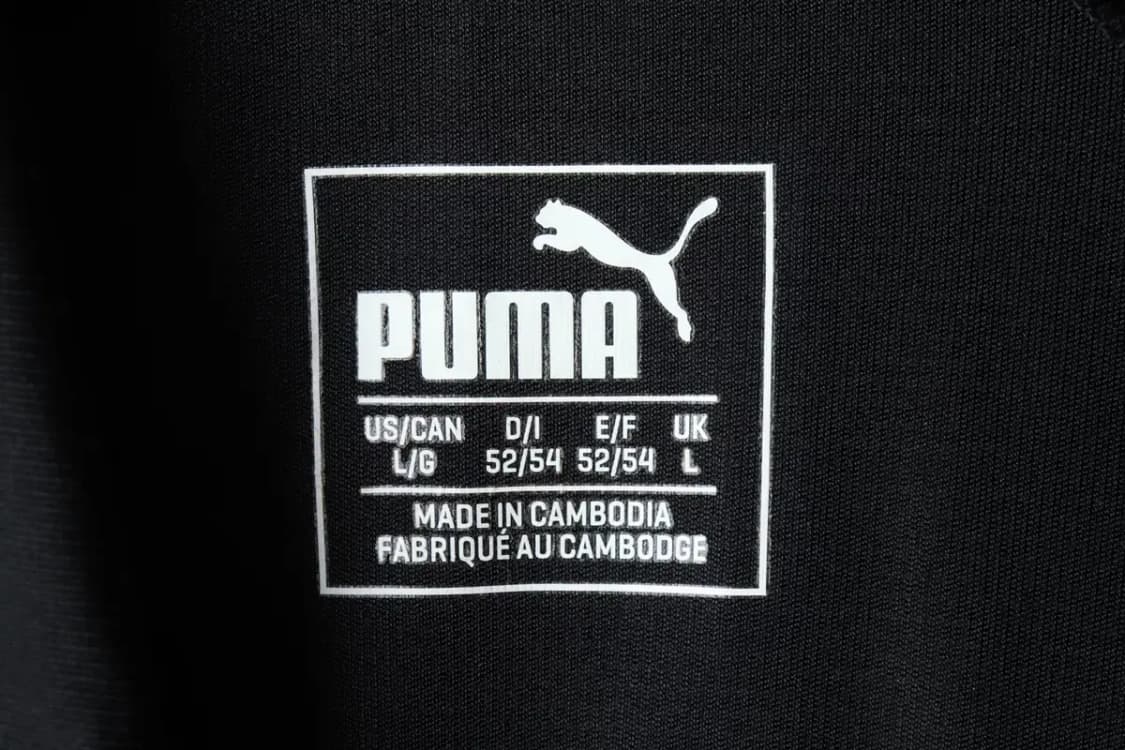 PUMA
US/CAN D/I E/F UK
L/G 52/54 52/54 L
MADE IN CAMBODIA
FABRIQUÉ AU CAMBODGE